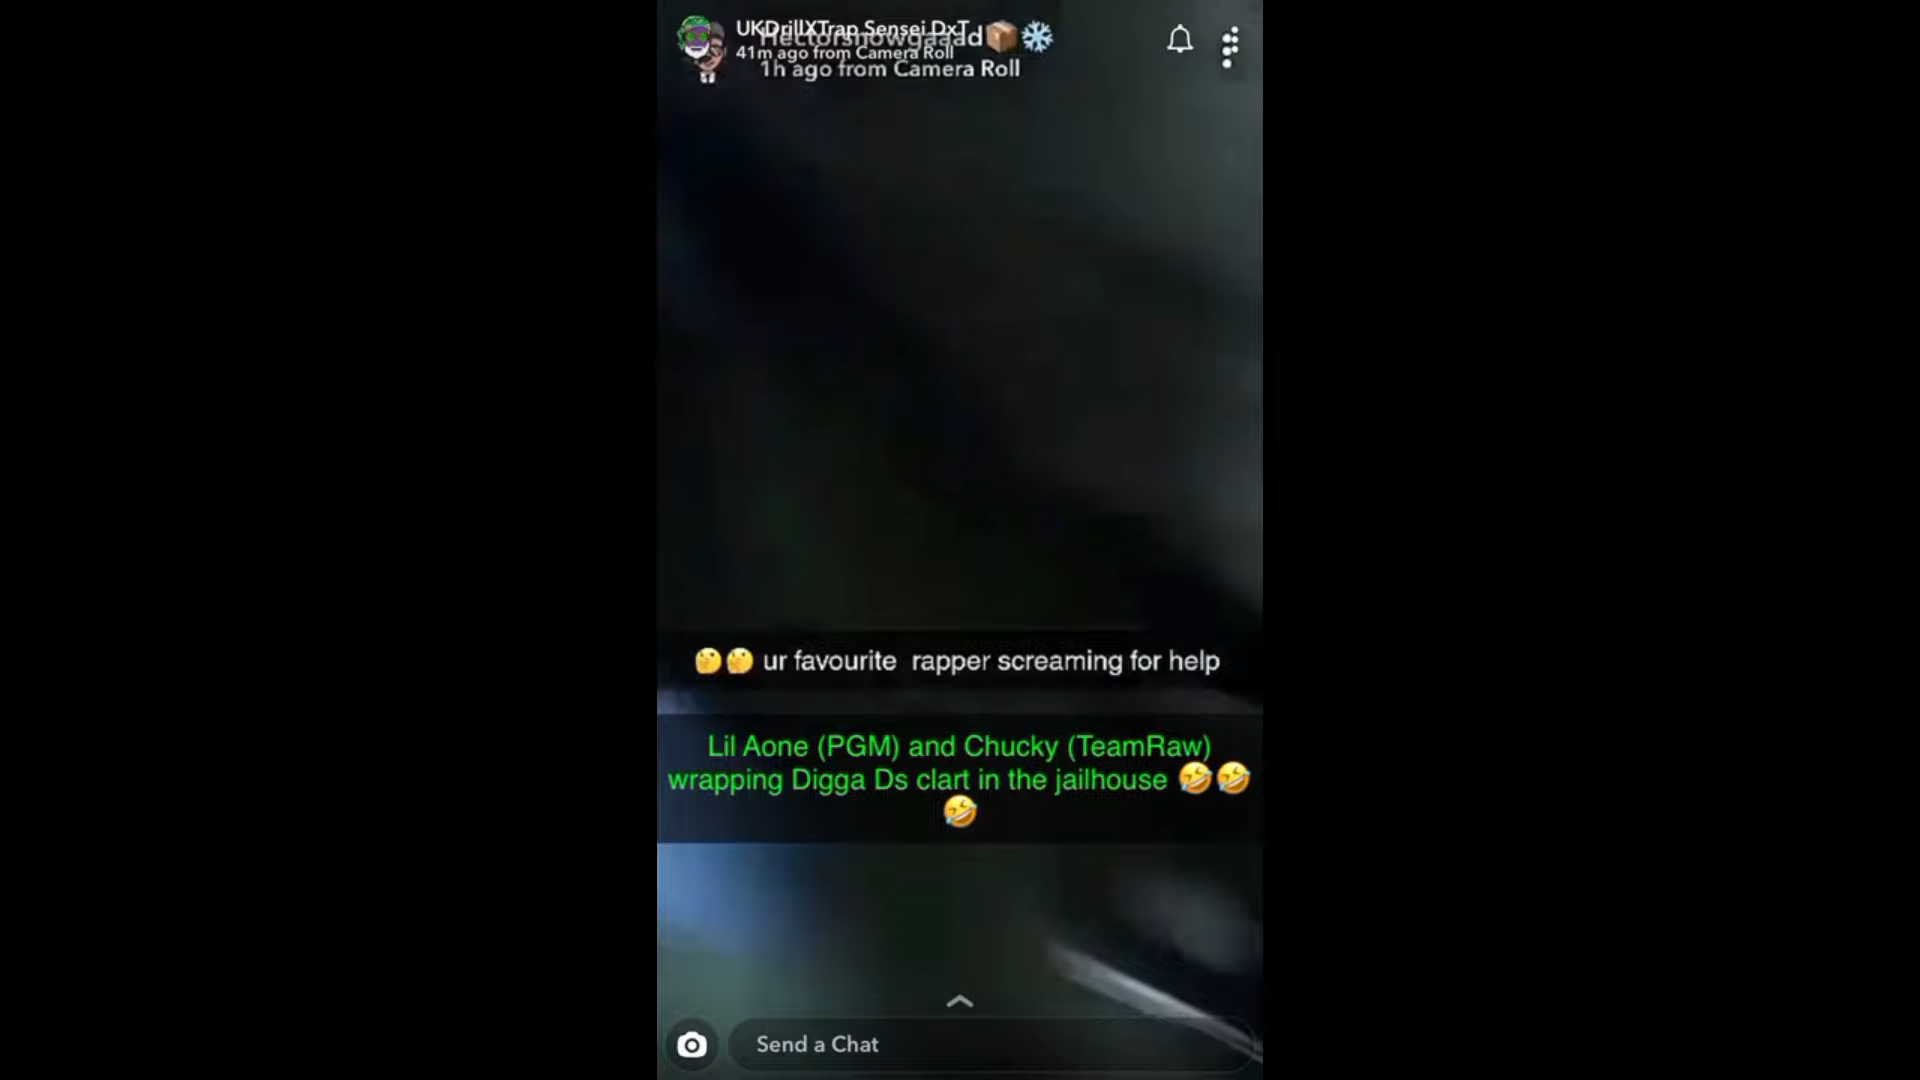 UKDrillXTrap Sensei DxT
Hectorsnowgaaad📦❄️
41m ago from Camera Roll
1h ago from Camera Roll
🤔🤔 ur favourite rapper screaming for help
Lil Aone (PGM) and Chucky (TeamRaw)
wrapping Digga Ds clart in the jailhouse 🤣🤣
🤣
Send a Chat